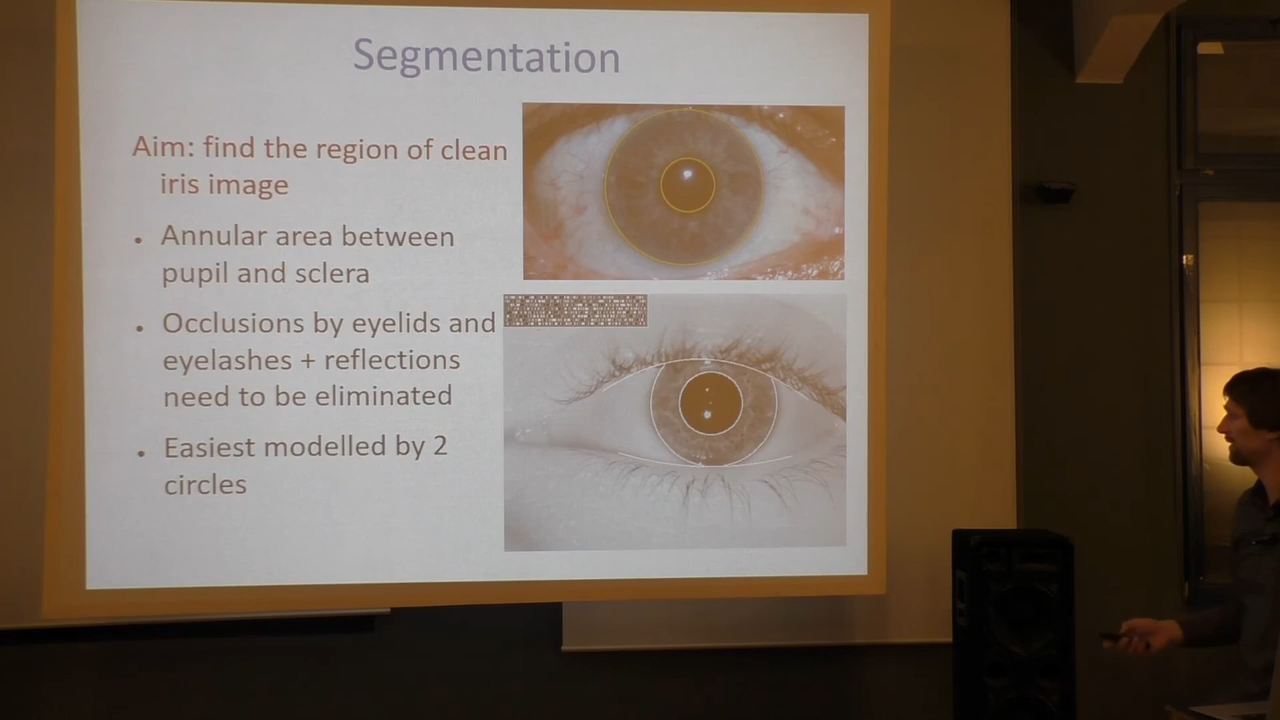 Segmentation
Aim: find the region of clean
iris image
• Annular area between
pupil and sclera
• Occlusions by eyelids and
eyelashes + reflections
need to be eliminated
• Easiest modelled by 2
circles